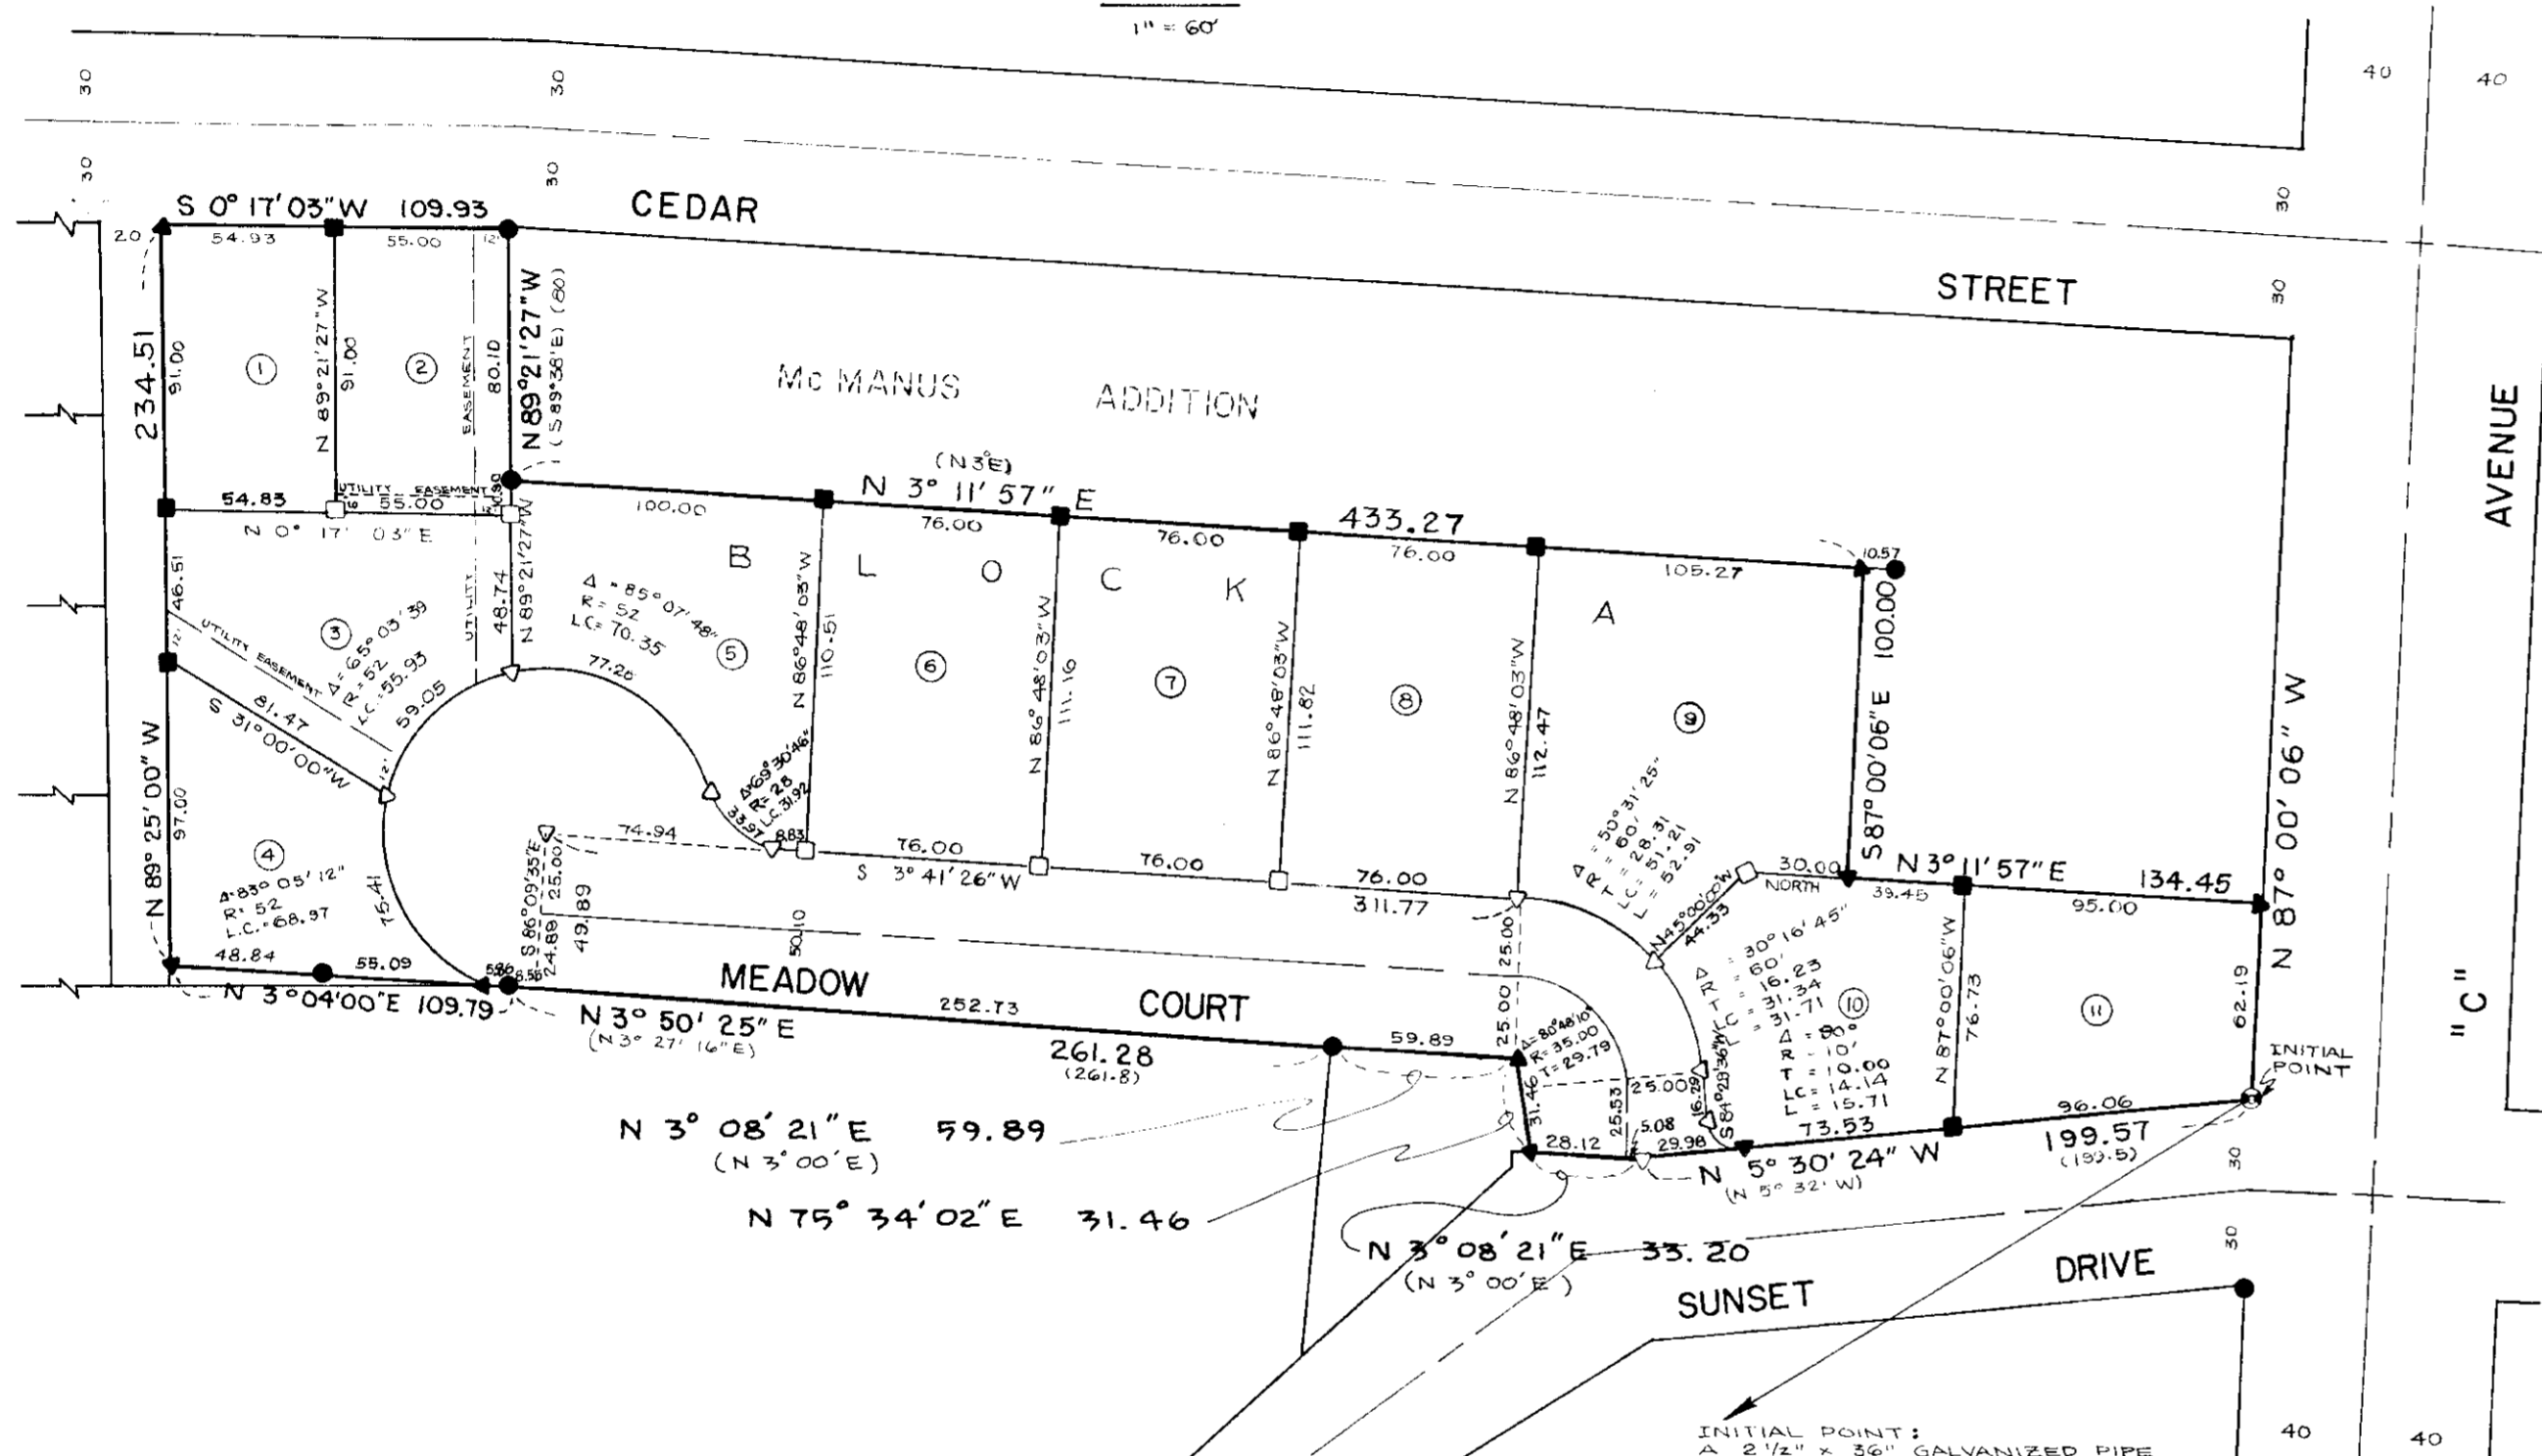 1" = 60'
30
30
40
40
30
30
30
30
S 0° 17' 03" W 109.93
CEDAR
STREET
20
54.93
55.00
12'
234.51
91.00
N 89° 21' 27" W
91.00
1
2
EASEMENT
80.10
N 89° 21' 27" W
(S 89° 38' E) (80)
Mc MANUS ADDITION
AVENUE
"C"
UTILITY EASEMENT
54.83
6'
55.00
12'
10.90
N 0° 17' 03" E
(N 3° E)
N 3° 11' 57" E
433.27
100.00
76.00
76.00
76.00
105.27
10.57
B L O C K A
46.51
12'
UTILITY EASEMENT
3
Δ = 65° 03' 39
R = 52
LC = 55.93
59.05
UTILITY
48.74
N 89° 21' 27" W
Δ = 85° 07' 48"
R = 52
LC = 70.35
5
77.26
N 86° 48' 03" W
110.51
6
N 86° 48' 03" W
111.16
7
N 86° 48' 03" W
111.82
8
N 86° 48' 03" W
112.47
9
S 87° 00' 06" E 100.00
N 87° 00' 06" W
81.47
S 31° 00' 00" W
12'
N 89° 25' 00" W
97.00
4
Δ = 83° 05' 12"
R = 52
L.C. = 68.97
75.41
Δ = 69° 30' 46"
R = 28
LC = 31.92
33.97
8.83
74.94
76.00
76.00
76.00
S 3° 41' 26" W
311.77
Δ = 50° 31' 25"
R = 60'
T = 28.31
LC = 51.21
L = 52.91
N 45° 00' 00" W
44.33
30.00
NORTH
N 3° 11' 57" E 134.45
39.45
95.00
S 86° 09' 35" E
25.00
24.89
49.89
50.10
48.84
55.09
5.86
8.55
N 3° 04' 00" E 109.79
MEADOW COURT
N 3° 50' 25" E
(N 3° 27' 16" E)
252.73
261.28
(261.8)
59.89
25.00
25.00
Δ = 80° 48' 10"
R = 35.00
T = 29.79
31.46
25.00
25.53
16.29
S 84° 29' 36" W
5.08
28.12
29.98
Δ = 30° 16' 45"
R = 60'
T = 16.23
LC = 31.34
L = 31.71
10
Δ = 90°
R - 10'
T = 10.00
LC = 14.14
L = 15.71
N 87° 00' 06" W
76.73
11
62.19
INITIAL
POINT
73.53
96.06
199.57
(199.5)
N 5° 30' 24" W
(N 5° 32' W)
30
N 3° 08' 21" E 59.89
(N 3° 00' E)
N 75° 34' 02" E 31.46
N 3° 08' 21" E 33.20
(N 3° 00' E)
SUNSET DRIVE
30
INITIAL POINT:
A 2 1/2" x 36" GALVANIZED PIPE
40
40